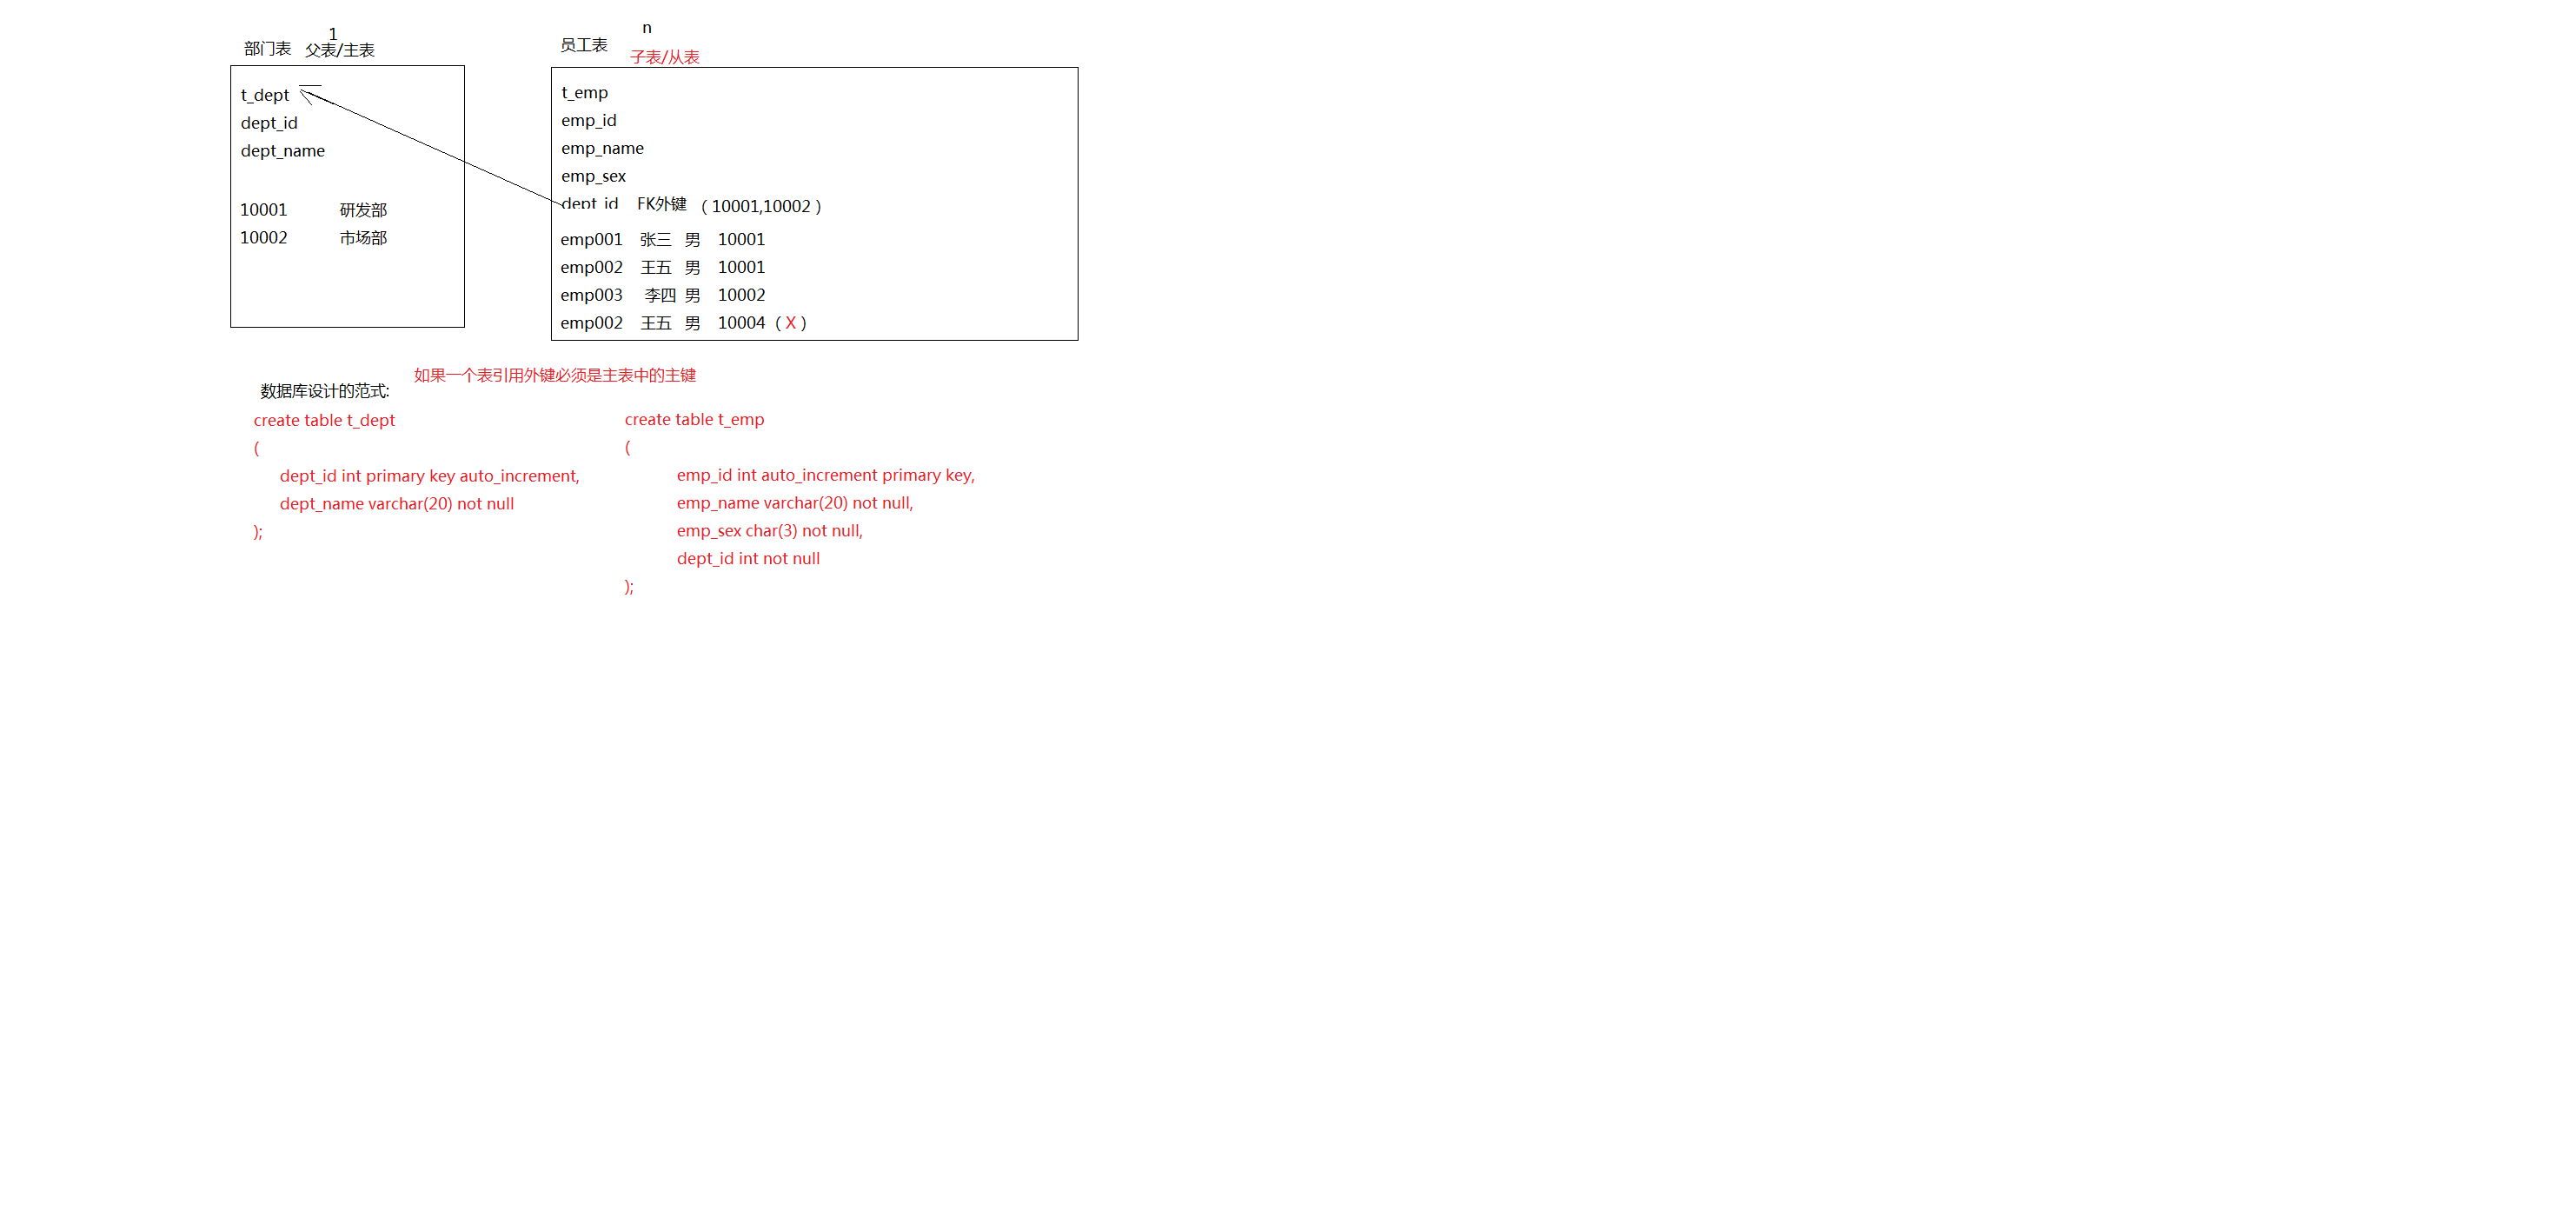 1
部门表 父表/主表
t_dept
dept_id
dept_name
10001 研发部
10002 市场部
n
员工表
子表/从表
t_emp
emp_id
emp_name
emp_sex
dept_id FK外键 ( 10001,10002 )
emp001 张三 男 10001
emp002 王五 男 10001
emp003 李四 男 10002
emp002 王五 男 10004 ( X )
如果一个表引用外键必须是主表中的主键
数据库设计的范式:
create table t_dept
(
dept_id int primary key auto_increment,
dept_name varchar(20) not null
);
create table t_emp
(
emp_id int auto_increment primary key,
emp_name varchar(20) not null,
emp_sex char(3) not null,
dept_id int not null
);